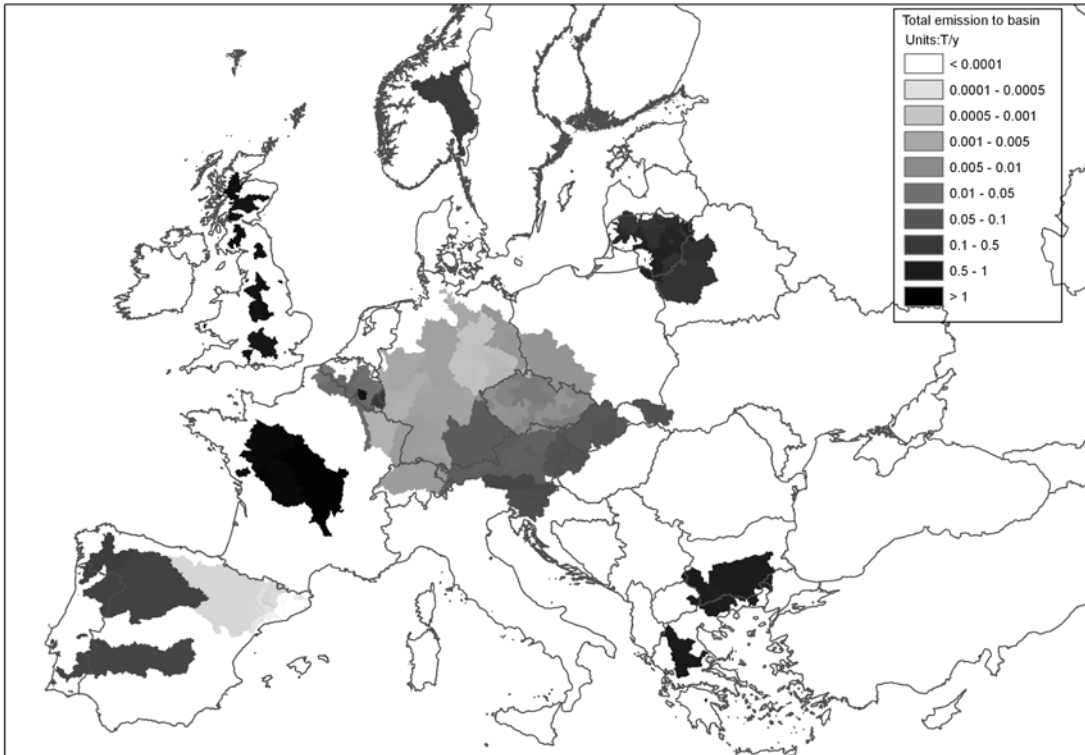 Total emission to basin
Units:T/y
< 0.0001
0.0001 - 0.0005
0.0005 - 0.001
0.001 - 0.005
0.005 - 0.01
0.01 - 0.05
0.05 - 0.1
0.1 - 0.5
0.5 - 1
> 1